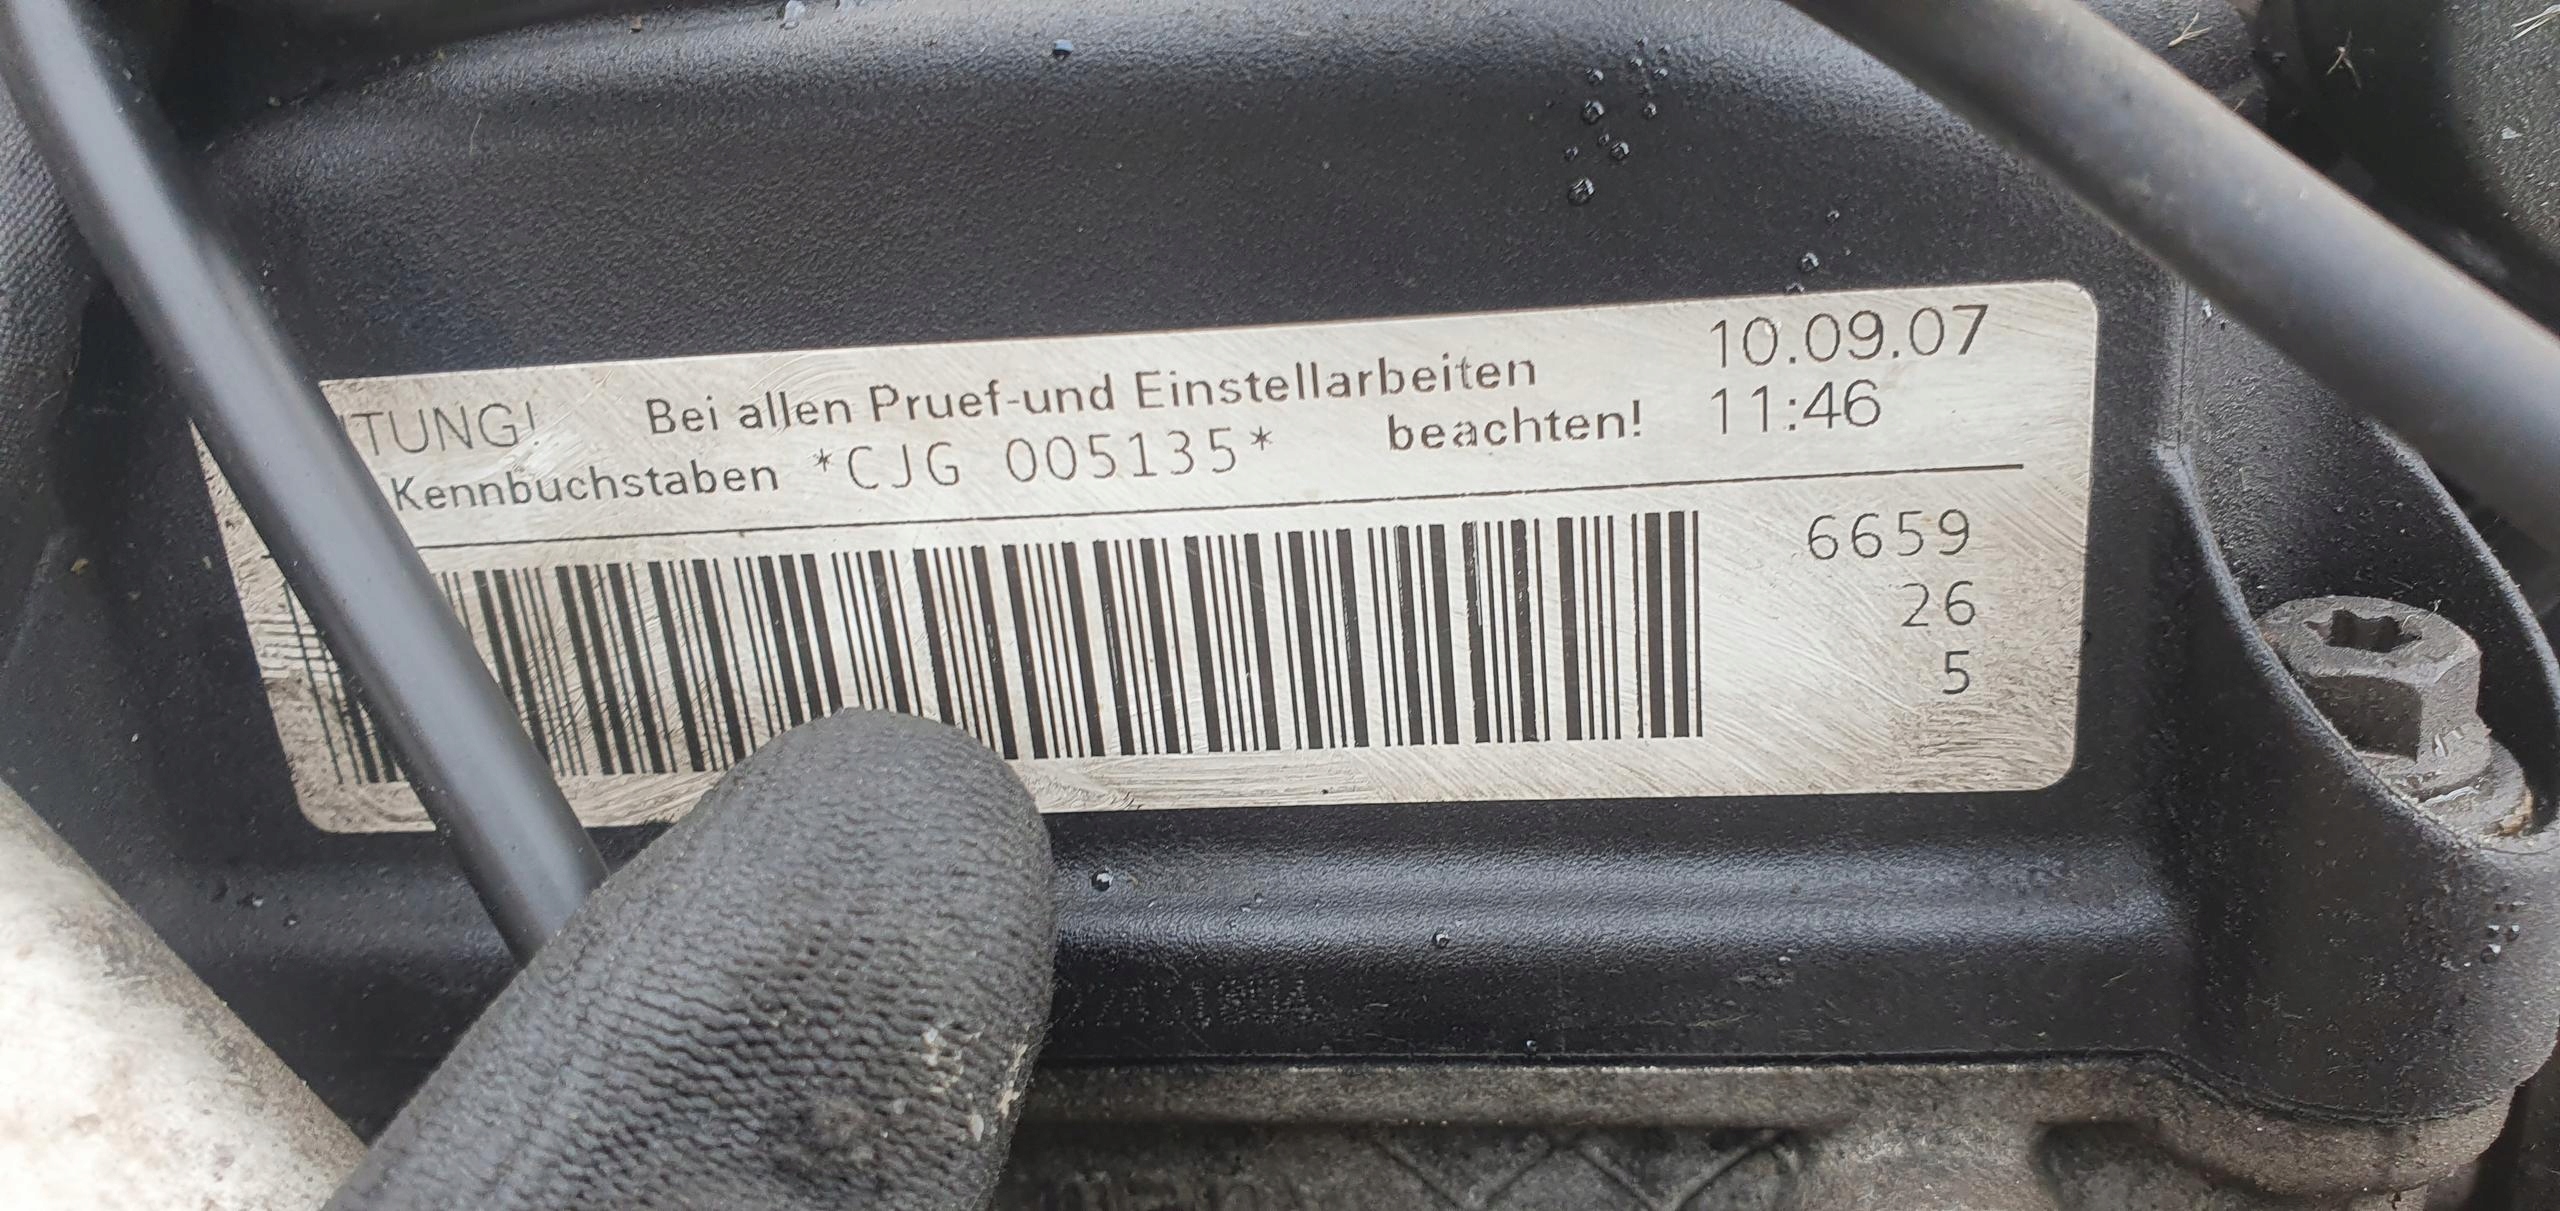 TUNG! Bei allen Pruef-und Einstellarbeiten 10.09.07
Kennbuchstaben *CJG 005135* beachten! 11:46
6659
26
5